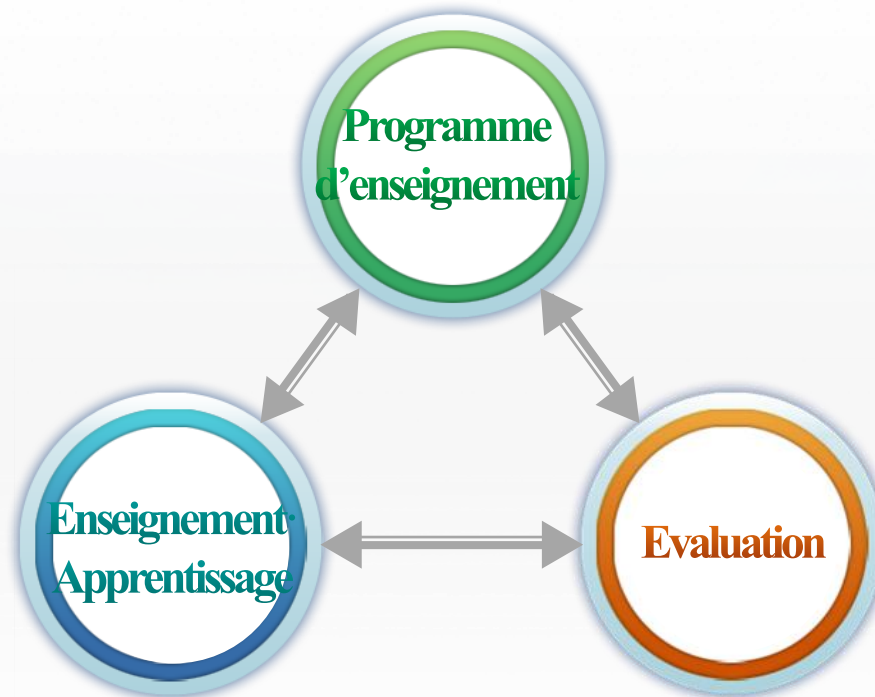 Programme
d’enseignement
Enseignement·
Apprentissage
Evaluation